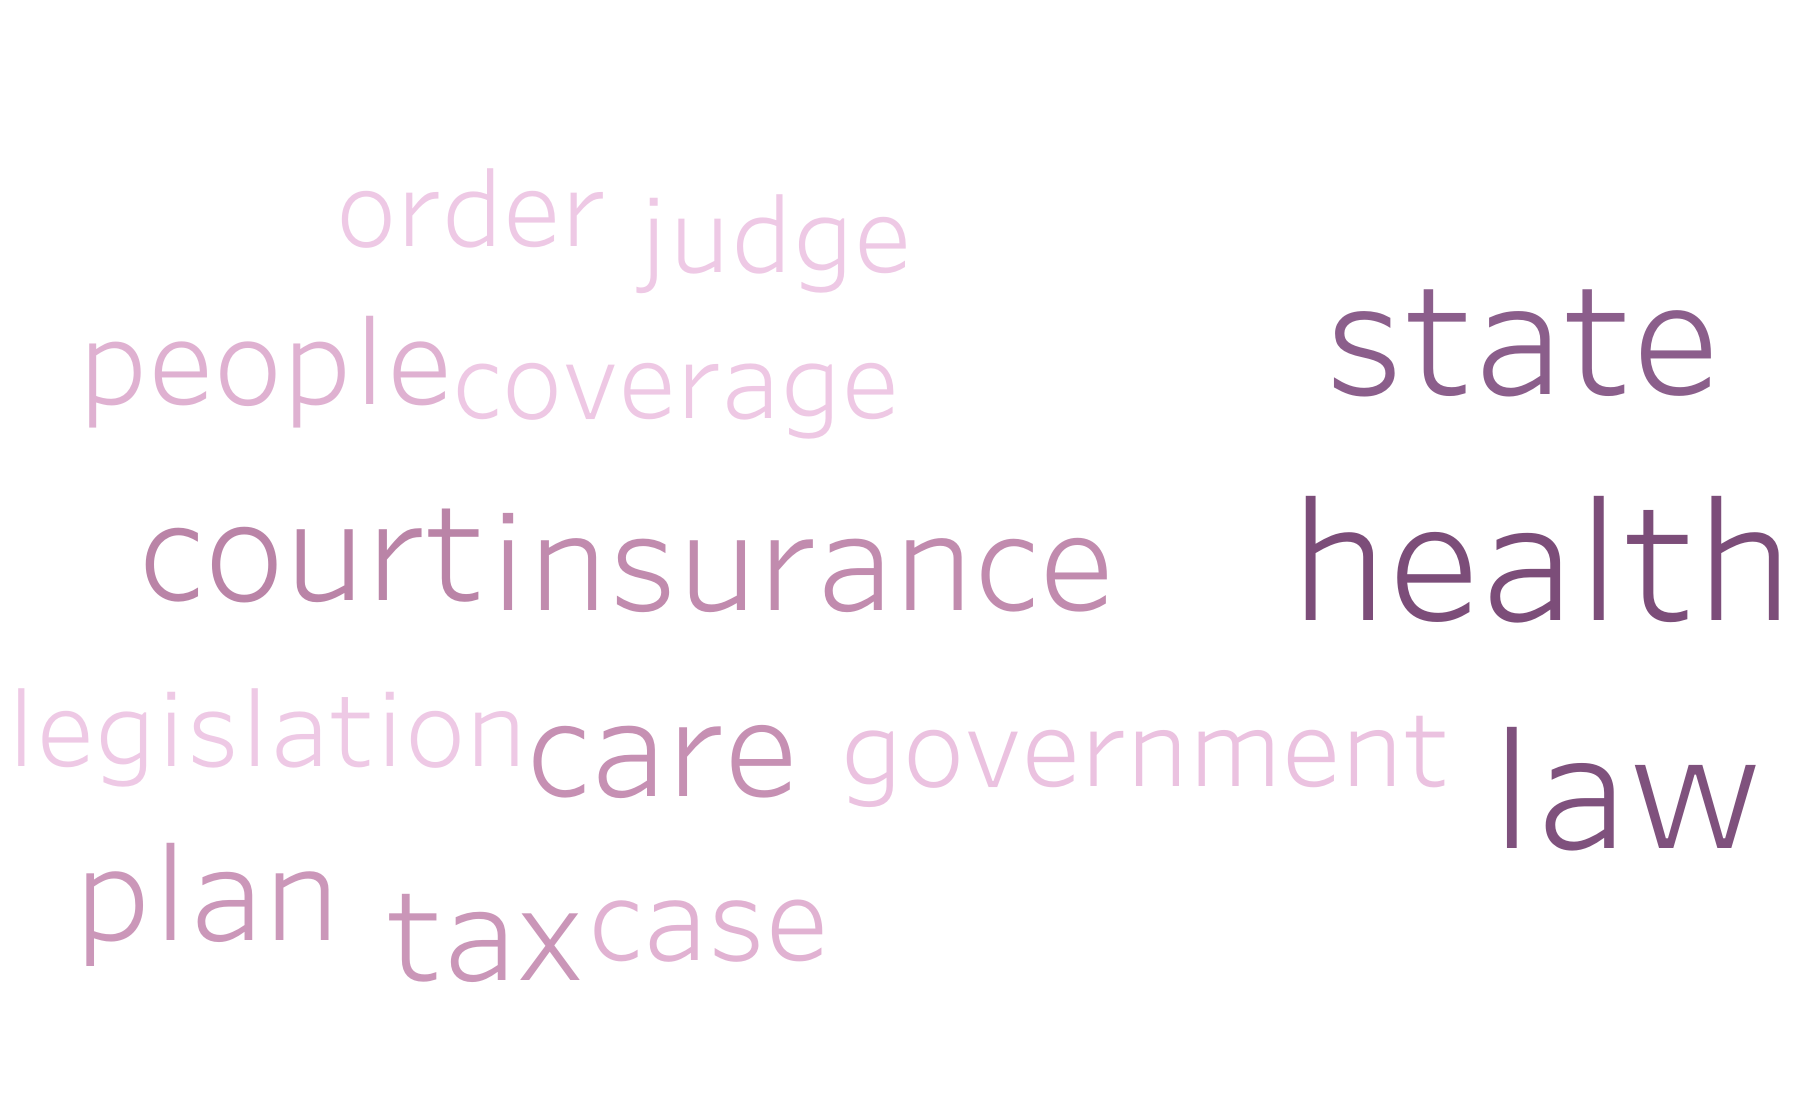 order judge
people coverage state
court insurance health
legislation care government law
plan tax case